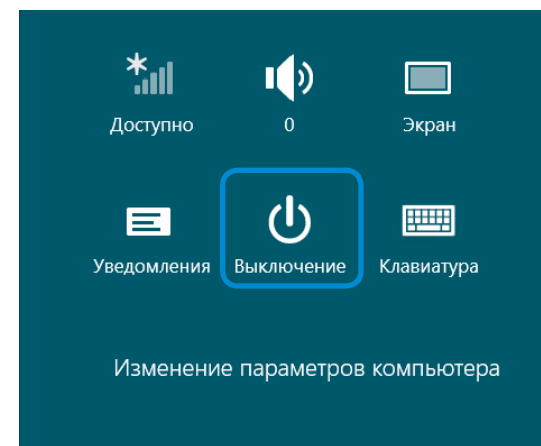 Доступно 0 Экран
Уведомления Выключение Клавиатура
Изменение параметров компьютера